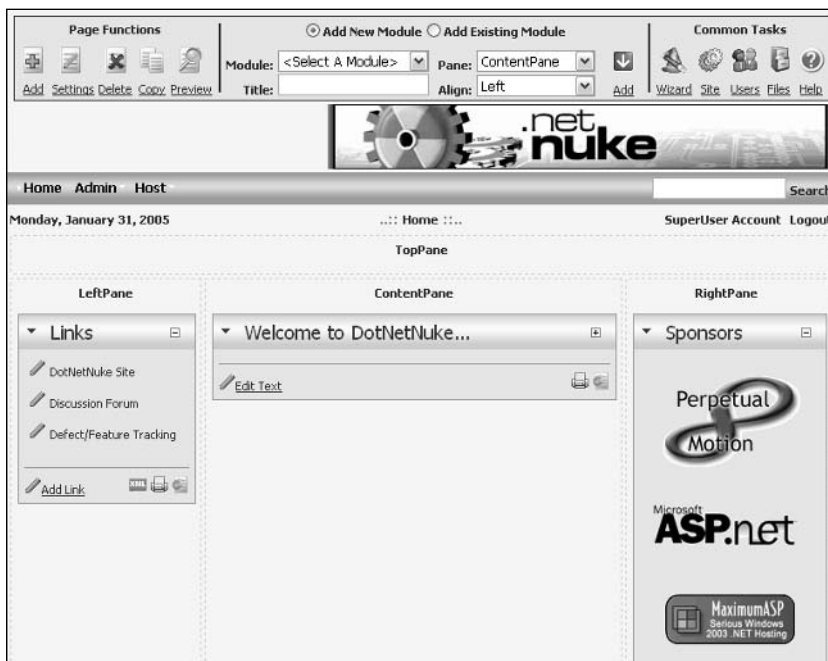 Page Functions
Add New Module Add Existing Module
Common Tasks
Module: <Select A Module> Pane: ContentPane
Title: Align: Left
Add Settings Delete Copy Preview
Add
Wizard Site Users Files Help
.net
nuke
Home Admin Host
Search
Monday, January 31, 2005
..:: Home ::..
SuperUser Account Logout
TopPane
LeftPane
ContentPane
RightPane
Links
Welcome to DotNetNuke...
Sponsors
DotNetNuke Site
Discussion Forum
Defect/Feature Tracking
Add Link
XML
Edit Text
Perpetual
Motion
Microsoft
ASP.net
MaximumASP
Serious Windows
2003 .NET Hosting